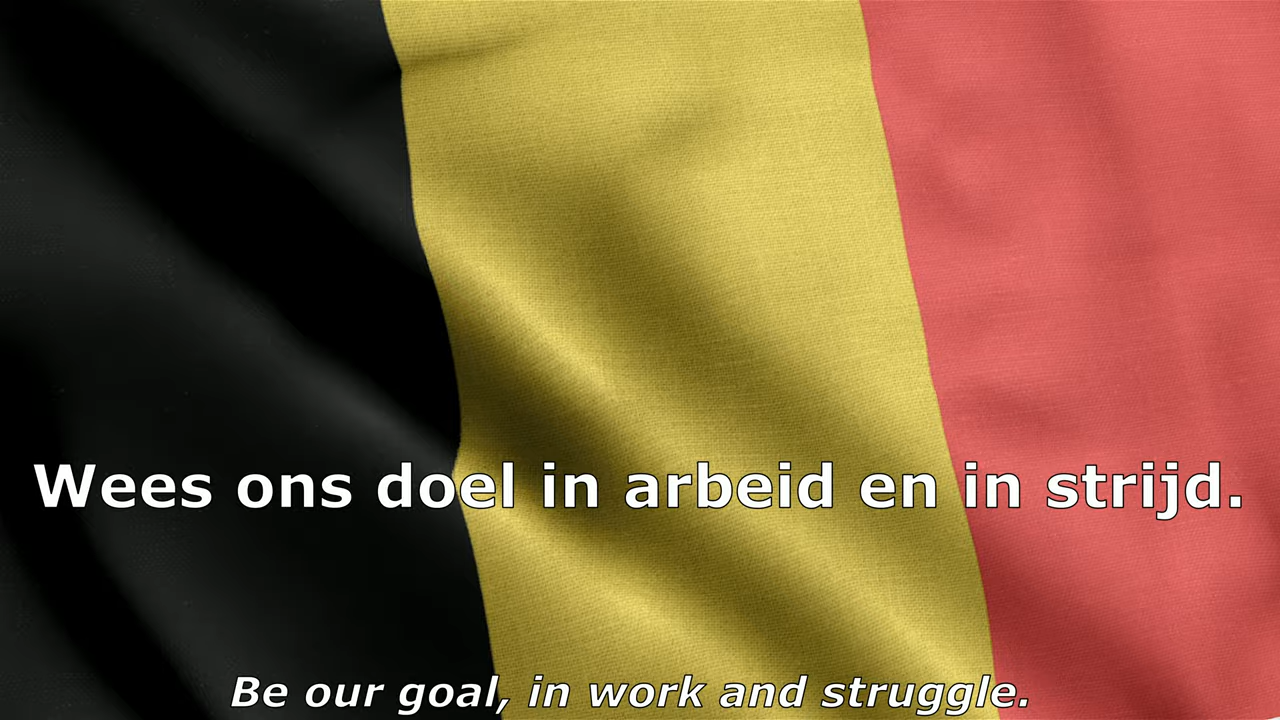 Wees ons doel in arbeid en in strijd.
Be our goal, in work and struggle.